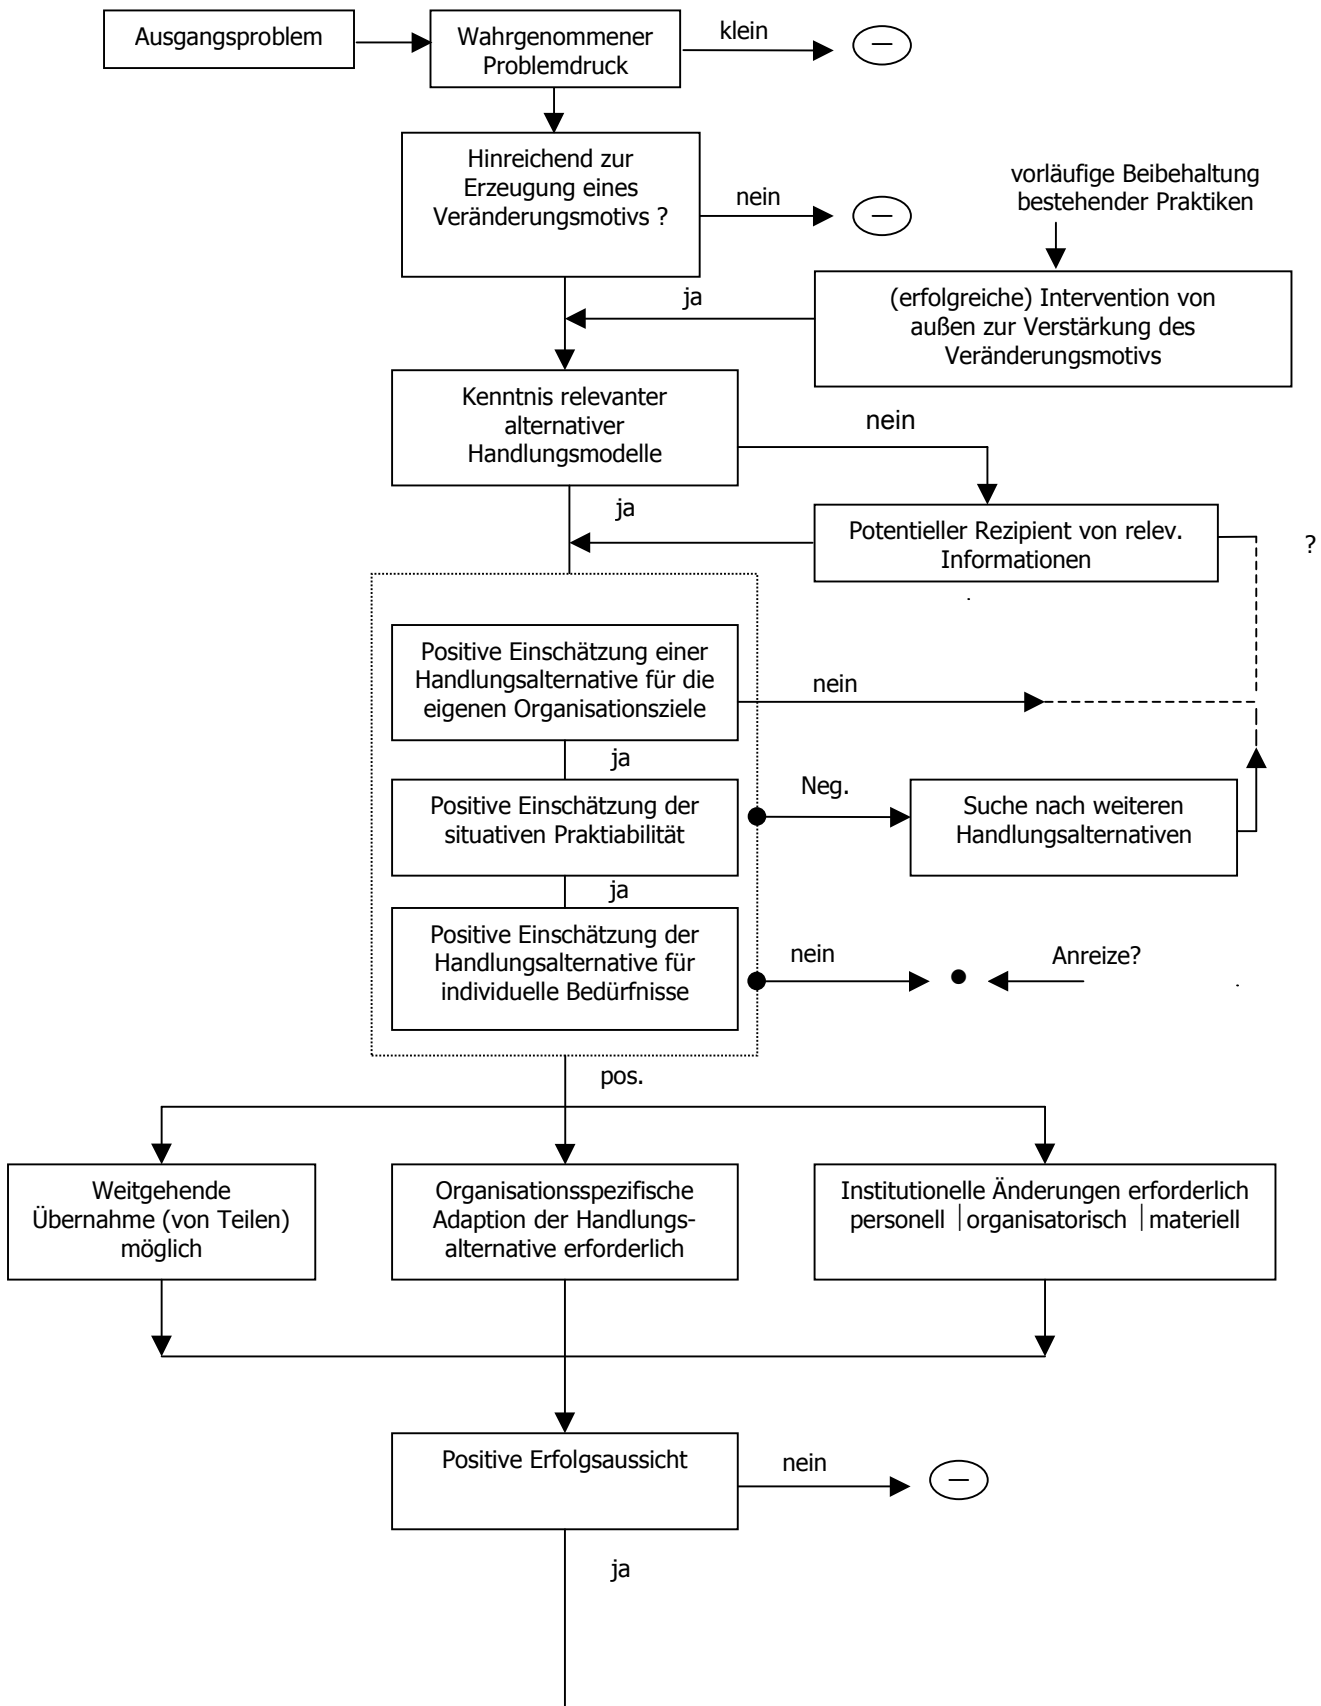 Ausgangsproblem
Wahrgenommener
Problemdruck
klein
—
Hinreichend zur
Erzeugung eines
Veränderungsmotivs ?
nein
—
vorläufige Beibehaltung
bestehender Praktiken
(erfolgreiche) Intervention von
außen zur Verstärkung des
Veränderungsmotivs
ja
Kenntnis relevanter
alternativer
Handlungsmodelle
nein
ja
Potentieller Rezipient von relev.
Informationen
?
.
Positive Einschätzung einer
Handlungsalternative für die
eigenen Organisationsziele
nein
ja
Positive Einschätzung der
situativen Praktiabilität
Neg.
Suche nach weiteren
Handlungsalternativen
ja
Positive Einschätzung der
Handlungsalternative für
individuelle Bedürfnisse
nein
Anreize?
.
pos.
Weitgehende
Übernahme (von Teilen)
möglich
Organisationsspezifische
Adaption der Handlungs-
alternative erforderlich
Institutionelle Änderungen erforderlich
personell |organisatorisch |materiell
Positive Erfolgsaussicht
nein
—
ja